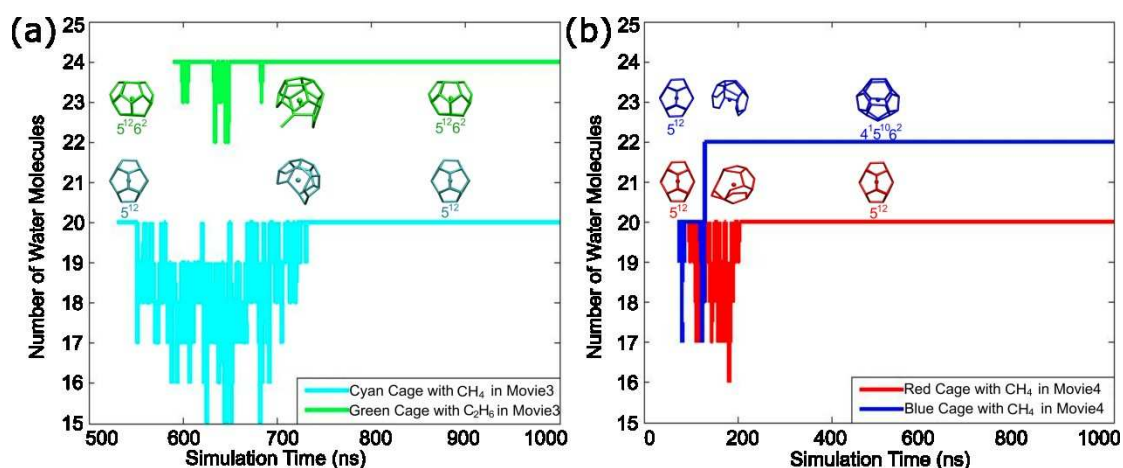 (a)
Number of Water Molecules
25
24
23
22
21
20
19
18
17
16
15
5¹²6²
5¹²6²
5¹²
5¹²
Cyan Cage with CH₄ in Movie3
Green Cage with C₂H₆ in Movie3
500 600 700 800 900 1000
Simulation Time (ns)
(b)
Number of Water Molecules
25
24
23
22
21
20
19
18
17
16
15
5¹²
4¹5¹⁰6²
5¹²
5¹²
Red Cage with CH₄ in Movie4
Blue Cage with CH₄ in Movie4
0 200 400 600 800 1000
Simulation Time (ns)